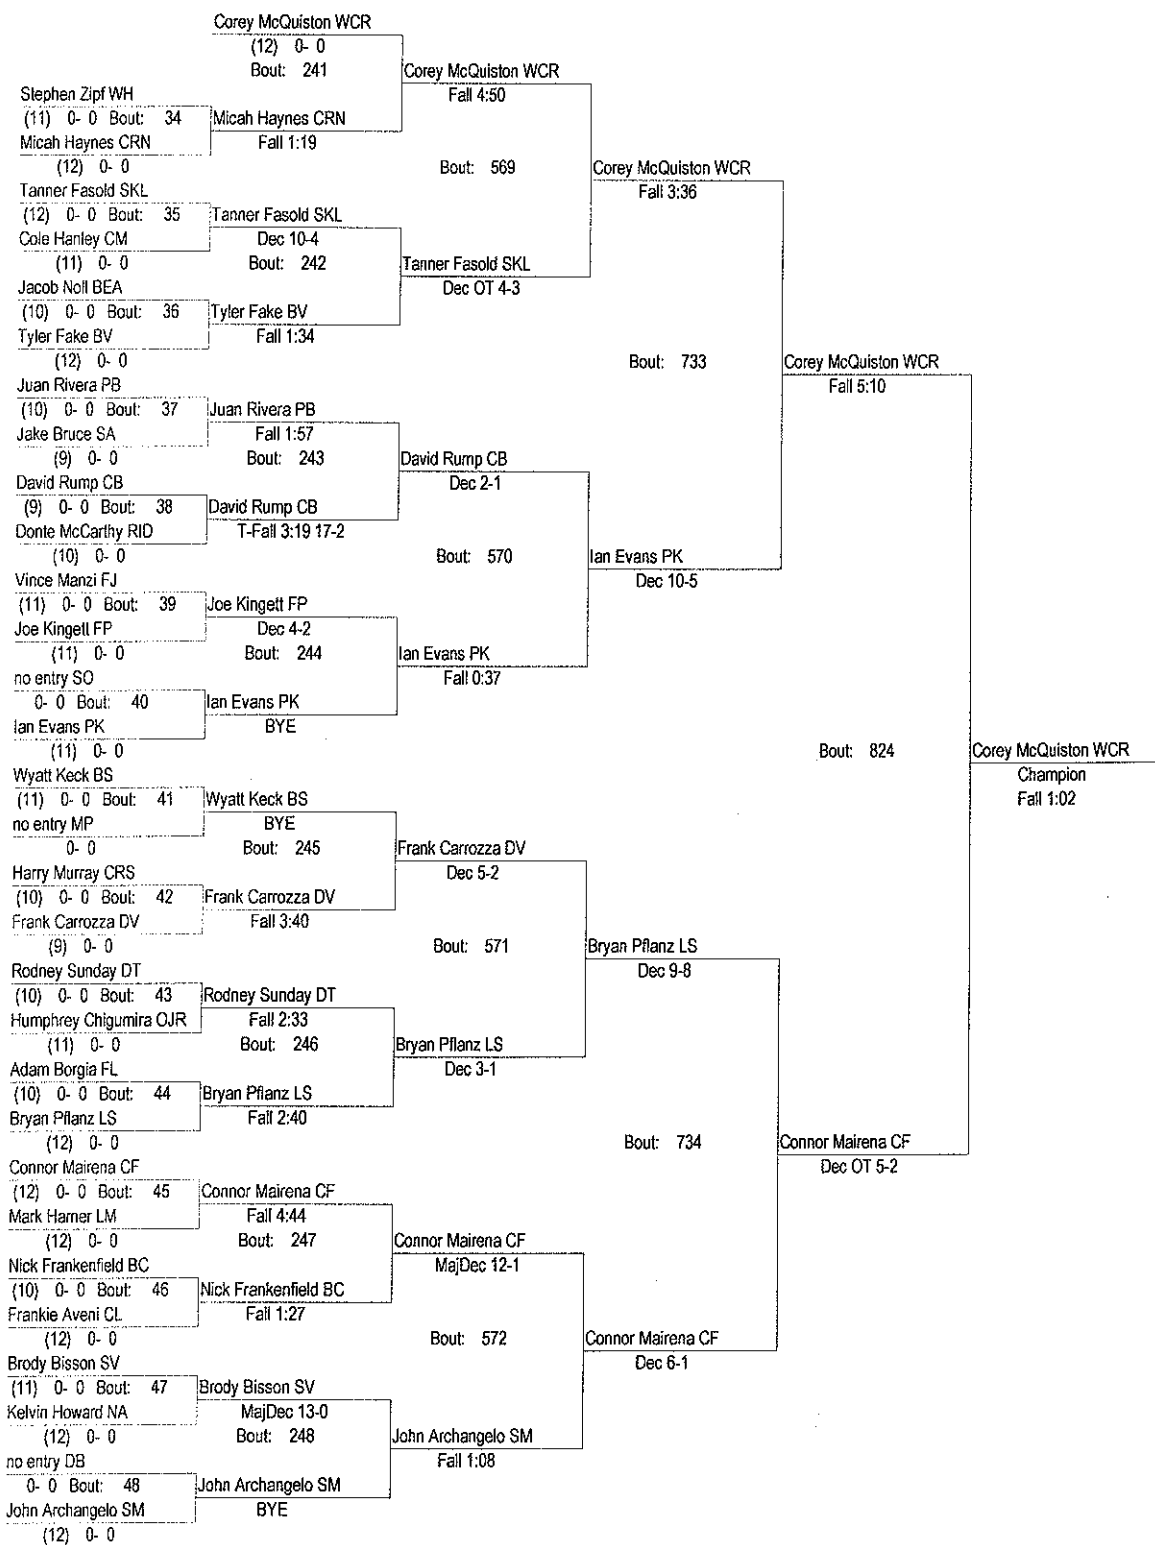 Corey McQuiston WCR
(12) 0- 0
Bout: 241
Corey McQuiston WCR
Fall 4:50
Stephen Zipf WH
(11) 0- 0 Bout: 34
Micah Haynes CRN
Micah Haynes CRN
Fall 1:19
(12) 0- 0
Bout: 569
Corey McQuiston WCR
Fall 3:36
Tanner Fasold SKL
(12) 0- 0 Bout: 35
Tanner Fasold SKL
Cole Hanley CM
Dec 10-4
(11) 0- 0
Bout: 242
Tanner Fasold SKL
Dec OT 4-3
Jacob Noll BEA
(10) 0- 0 Bout: 36
Tyler Fake BV
Tyler Fake BV
Fall 1:34
(12) 0- 0
Bout: 733
Corey McQuiston WCR
Fall 5:10
Juan Rivera PB
(10) 0- 0 Bout: 37
Juan Rivera PB
Jake Bruce SA
Fall 1:57
(9) 0- 0
Bout: 243
David Rump CB
Dec 2-1
David Rump CB
(9) 0- 0 Bout: 38
David Rump CB
Donte McCarthy RID
T-Fall 3:19 17-2
(10) 0- 0
Bout: 570
Ian Evans PK
Dec 10-5
Vince Manzi FJ
(11) 0- 0 Bout: 39
Joe Kingett FP
Joe Kingett FP
Dec 4-2
(11) 0- 0
Bout: 244
Ian Evans PK
Fall 0:37
no entry SO
0- 0 Bout: 40
Ian Evans PK
Ian Evans PK
BYE
(11) 0- 0
Bout: 824
Corey McQuiston WCR
Champion
Fall 1:02
Wyatt Keck BS
(11) 0- 0 Bout: 41
Wyatt Keck BS
no entry MP
BYE
0- 0
Bout: 245
Frank Carrozza DV
Dec 5-2
Harry Murray CRS
(10) 0- 0 Bout: 42
Frank Carrozza DV
Frank Carrozza DV
Fall 3:40
(9) 0- 0
Bout: 571
Bryan Pflanz LS
Dec 9-8
Rodney Sunday DT
(10) 0- 0 Bout: 43
Rodney Sunday DT
Humphrey Chigumira OJR
Fall 2:33
(11) 0- 0
Bout: 246
Bryan Pflanz LS
Dec 3-1
Adam Borgia FL
(10) 0- 0 Bout: 44
Bryan Pflanz LS
Bryan Pflanz LS
Fall 2:40
(12) 0- 0
Bout: 734
Connor Mairena CF
Dec OT 5-2
Connor Mairena CF
(12) 0- 0 Bout: 45
Connor Mairena CF
Mark Harner LM
Fall 4:44
(12) 0- 0
Bout: 247
Connor Mairena CF
MajDec 12-1
Nick Frankenfield BC
(10) 0- 0 Bout: 46
Nick Frankenfield BC
Frankie Aveni CL
Fall 1:27
(12) 0- 0
Bout: 572
Connor Mairena CF
Dec 6-1
Brody Bisson SV
(11) 0- 0 Bout: 47
Brody Bisson SV
Kelvin Howard NA
MajDec 13-0
(12) 0- 0
Bout: 248
John Archangelo SM
Fall 1:08
no entry DB
0- 0 Bout: 48
John Archangelo SM
John Archangelo SM
BYE
(12) 0- 0